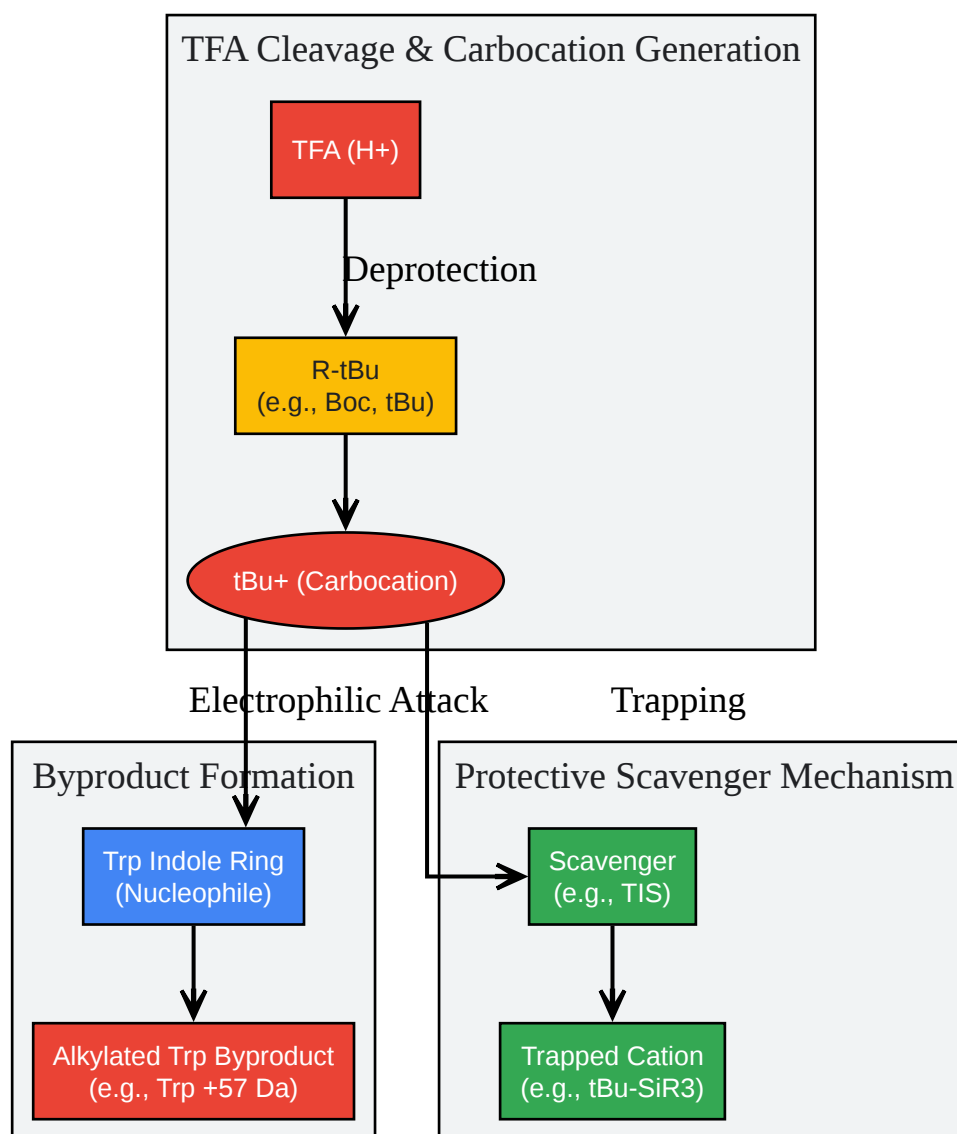 TFA Cleavage & Carbocation Generation
TFA (H+)
Deprotection
R-tBu
(e.g., Boc, tBu)
tBu+ (Carbocation)
Electrophilic Attack
Trapping
Byproduct Formation
Trp Indole Ring
(Nucleophile)
Alkylated Trp Byproduct
(e.g., Trp +57 Da)
Protective Scavenger Mechanism
Scavenger
(e.g., TIS)
Trapped Cation
(e.g., tBu-SiR3)